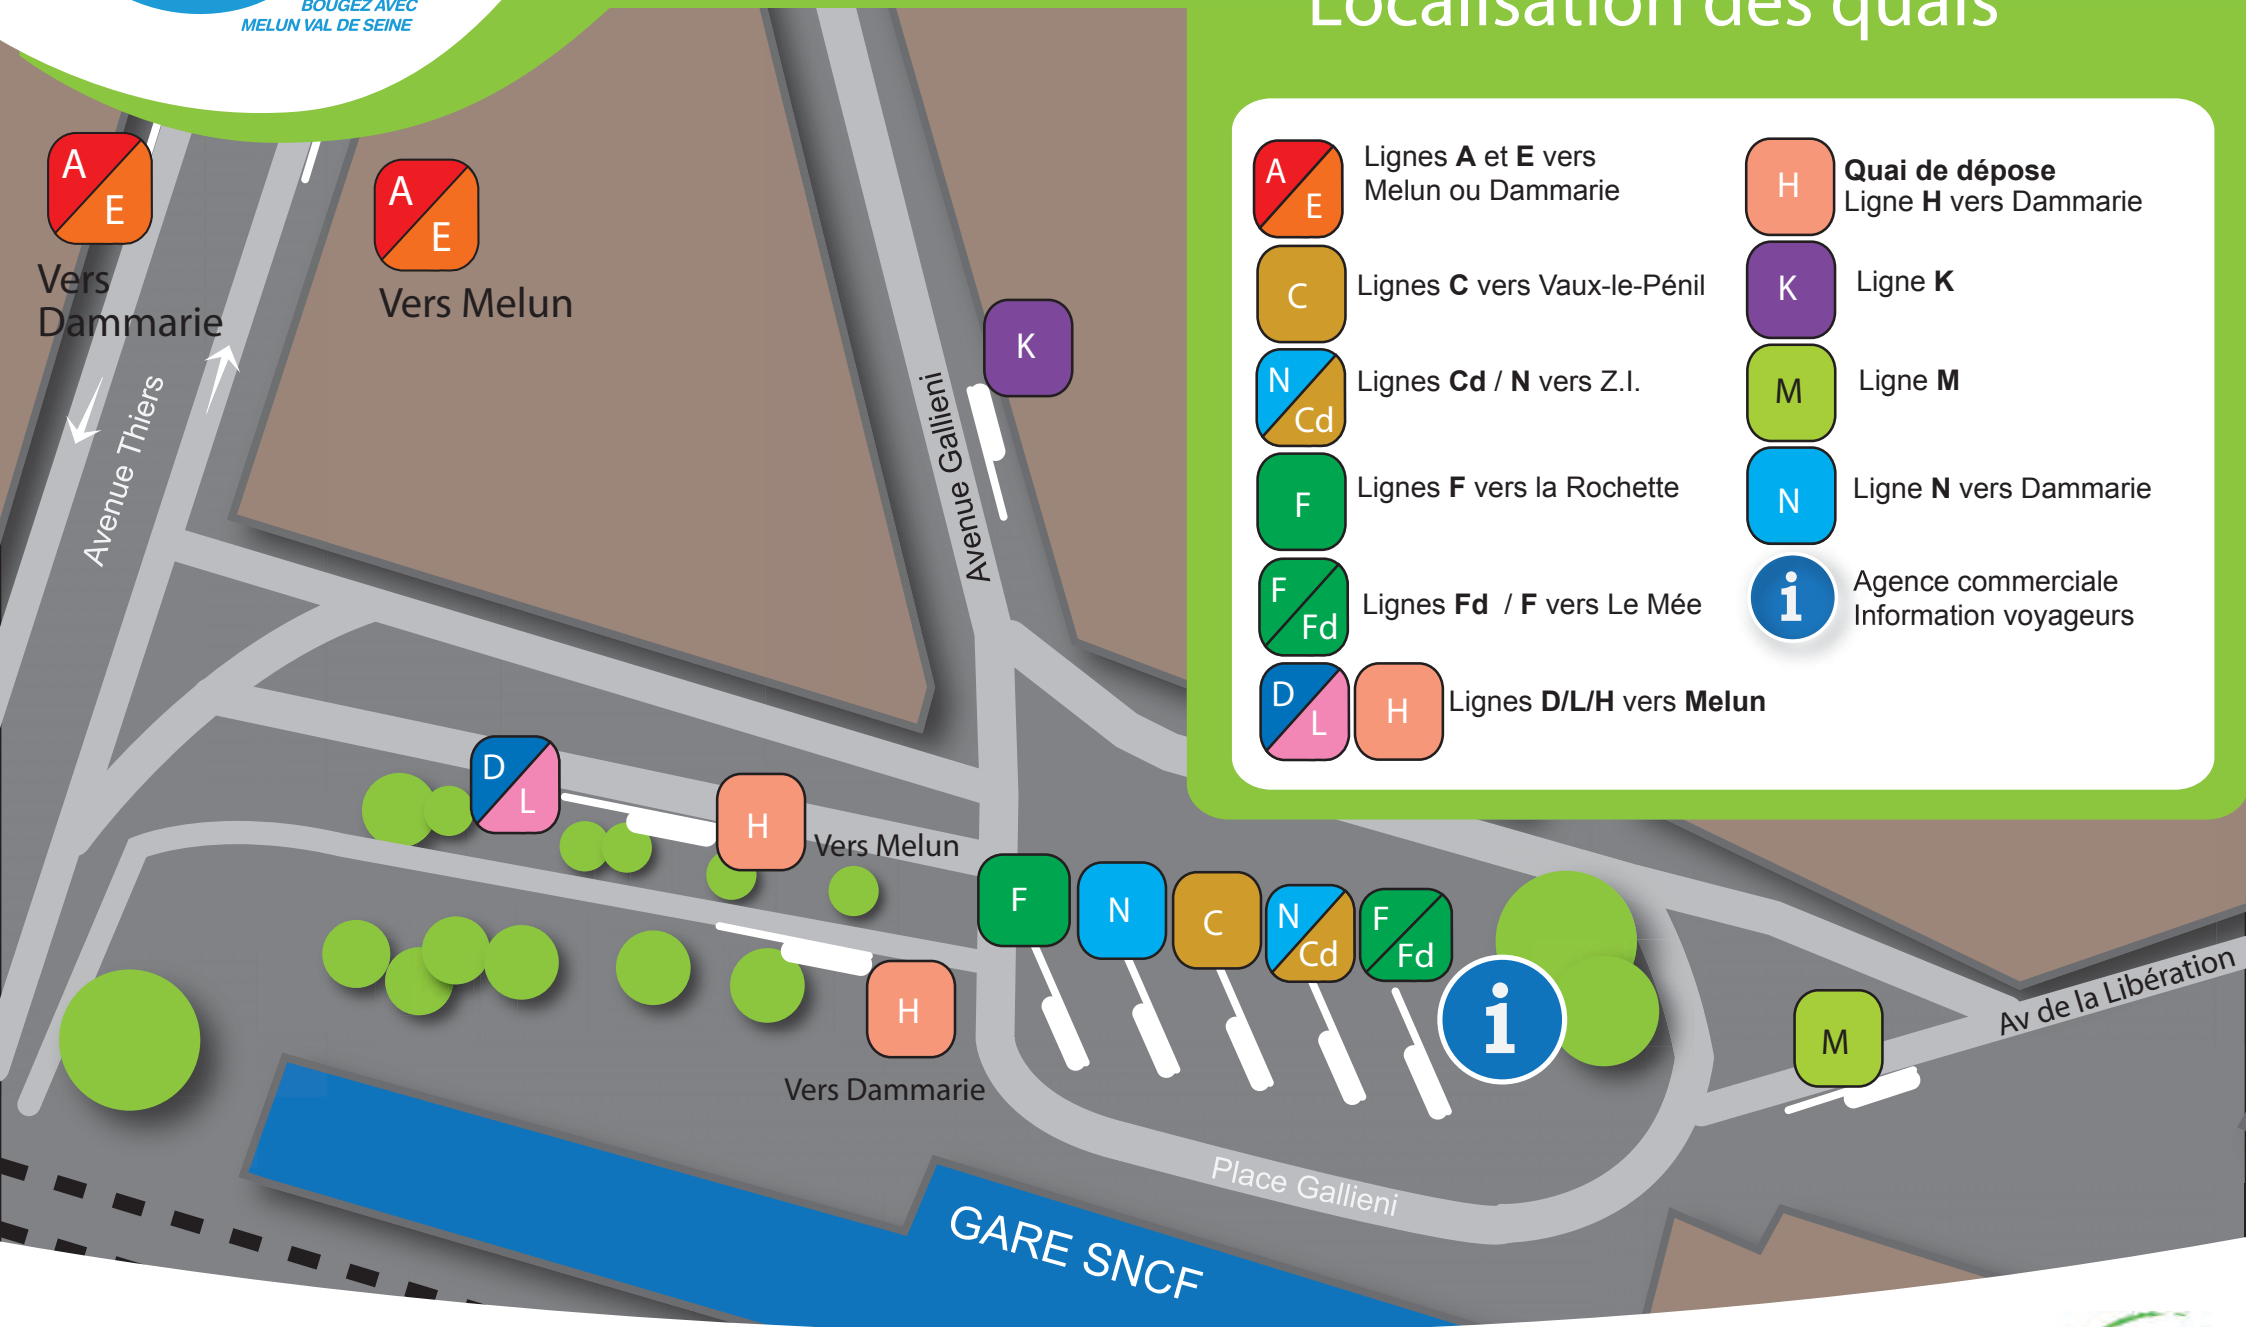 BOUGEZ AVEC
MELUN VAL DE SEINE
Localisation des quais
A
E
Lignes A et E vers
Melun ou Dammarie
C
Lignes C vers Vaux-le-Pénil
N
Cd
Lignes Cd / N vers Z.I.
F
Lignes F vers la Rochette
F
Fd
Lignes Fd / F vers Le Mée
D
L
H
Lignes D/L/H vers Melun
H
Quai de dépose
Ligne H vers Dammarie
K
Ligne K
M
Ligne M
N
Ligne N vers Dammarie
i
Agence commerciale
Information voyageurs
A
E
Vers
Dammarie
A
E
Vers Melun
Avenue Thiers
K
Avenue Gallieni
D
L
H
Vers Melun
H
Vers Dammarie
F
N
C
N
Cd
F
Fd
i
M
Av de la Libération
Place Gallieni
GARE SNCF